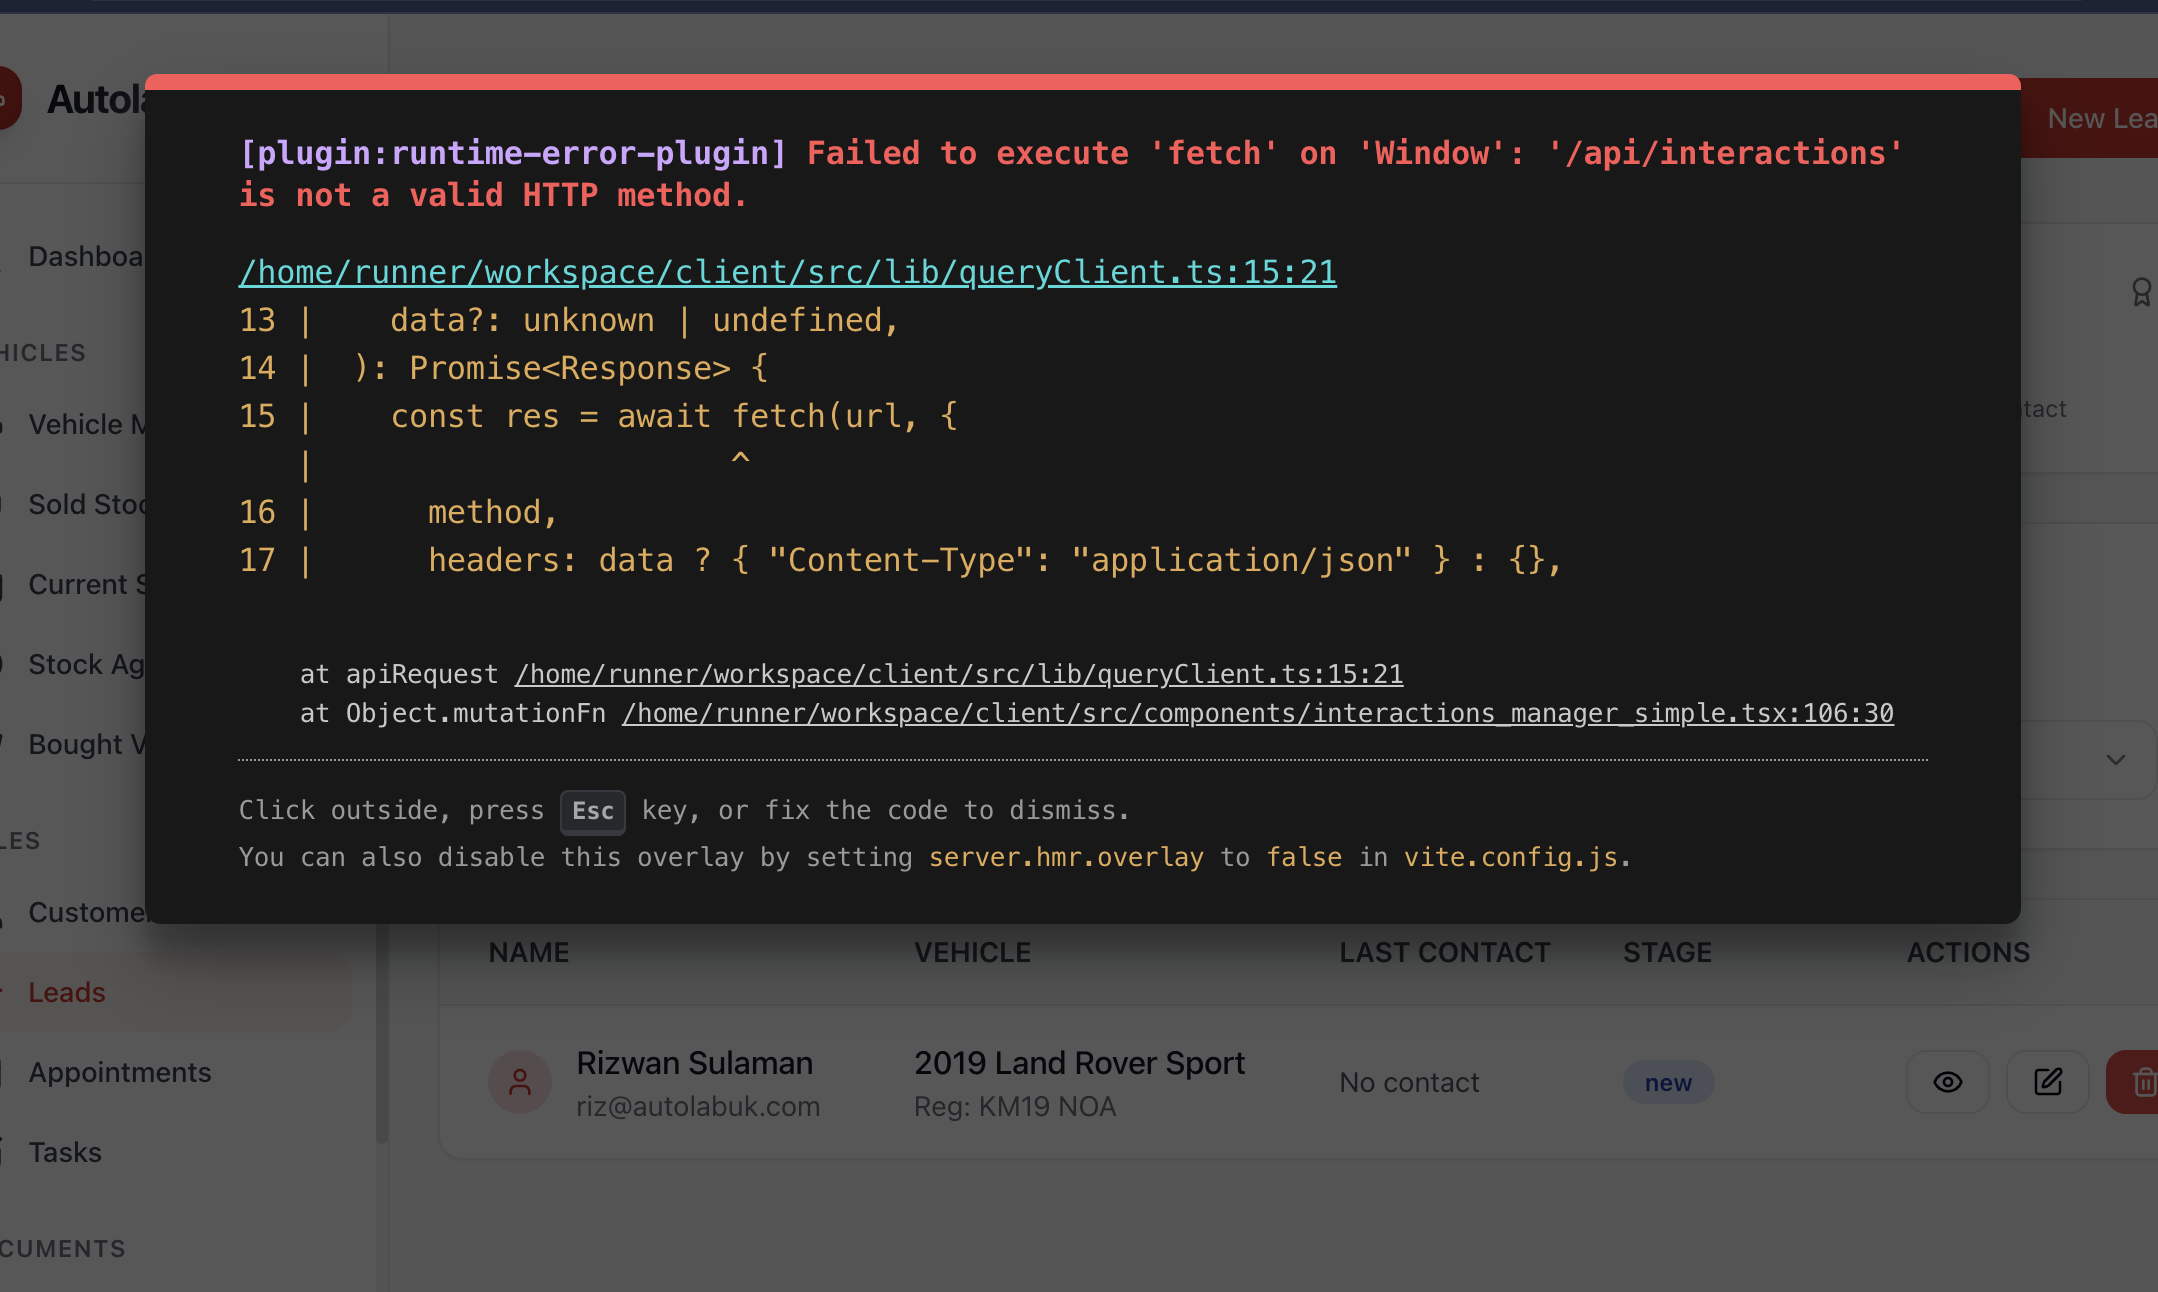 Autola
New Lea
[plugin:runtime-error-plugin] Failed to execute 'fetch' on 'Window': '/api/interactions'
is not a valid HTTP method.
/home/runner/workspace/client/src/lib/queryClient.ts:15:21
13 |    data?: unknown | undefined,
14 |  ): Promise<Response> {
15 |    const res = await fetch(url, {
   |                      ^
16 |      method,
17 |      headers: data ? { "Content-Type": "application/json" } : {},
at apiRequest /home/runner/workspace/client/src/lib/queryClient.ts:15:21
at Object.mutationFn /home/runner/workspace/client/src/components/interactions_manager_simple.tsx:106:30
Click outside, press Esc key, or fix the code to dismiss.
You can also disable this overlay by setting server.hmr.overlay to false in vite.config.js.
Dashboa
HICLES
Vehicle M
Sold Stoc
Current S
Stock Ag
Bought V
LES
Customer
Leads
Appointments
Tasks
CUMENTS
tact
NAME VEHICLE LAST CONTACT STAGE ACTIONS
Rizwan Sulaman 2019 Land Rover Sport No contact new
riz@autolabuk.com Reg: KM19 NOA